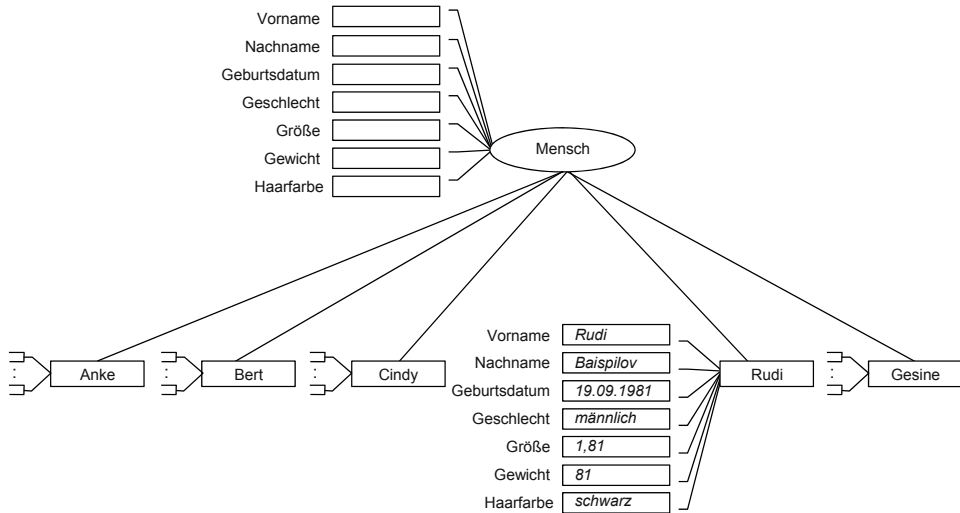 Vorname
Nachname
Geburtsdatum
Geschlecht
Größe
Gewicht
Haarfarbe
Mensch
Anke
Bert
Cindy
Vorname Rudi
Nachname Baispilov
Geburtsdatum 19.09.1981
Geschlecht männlich
Größe 1,81
Gewicht 81
Haarfarbe schwarz
Rudi
Gesine